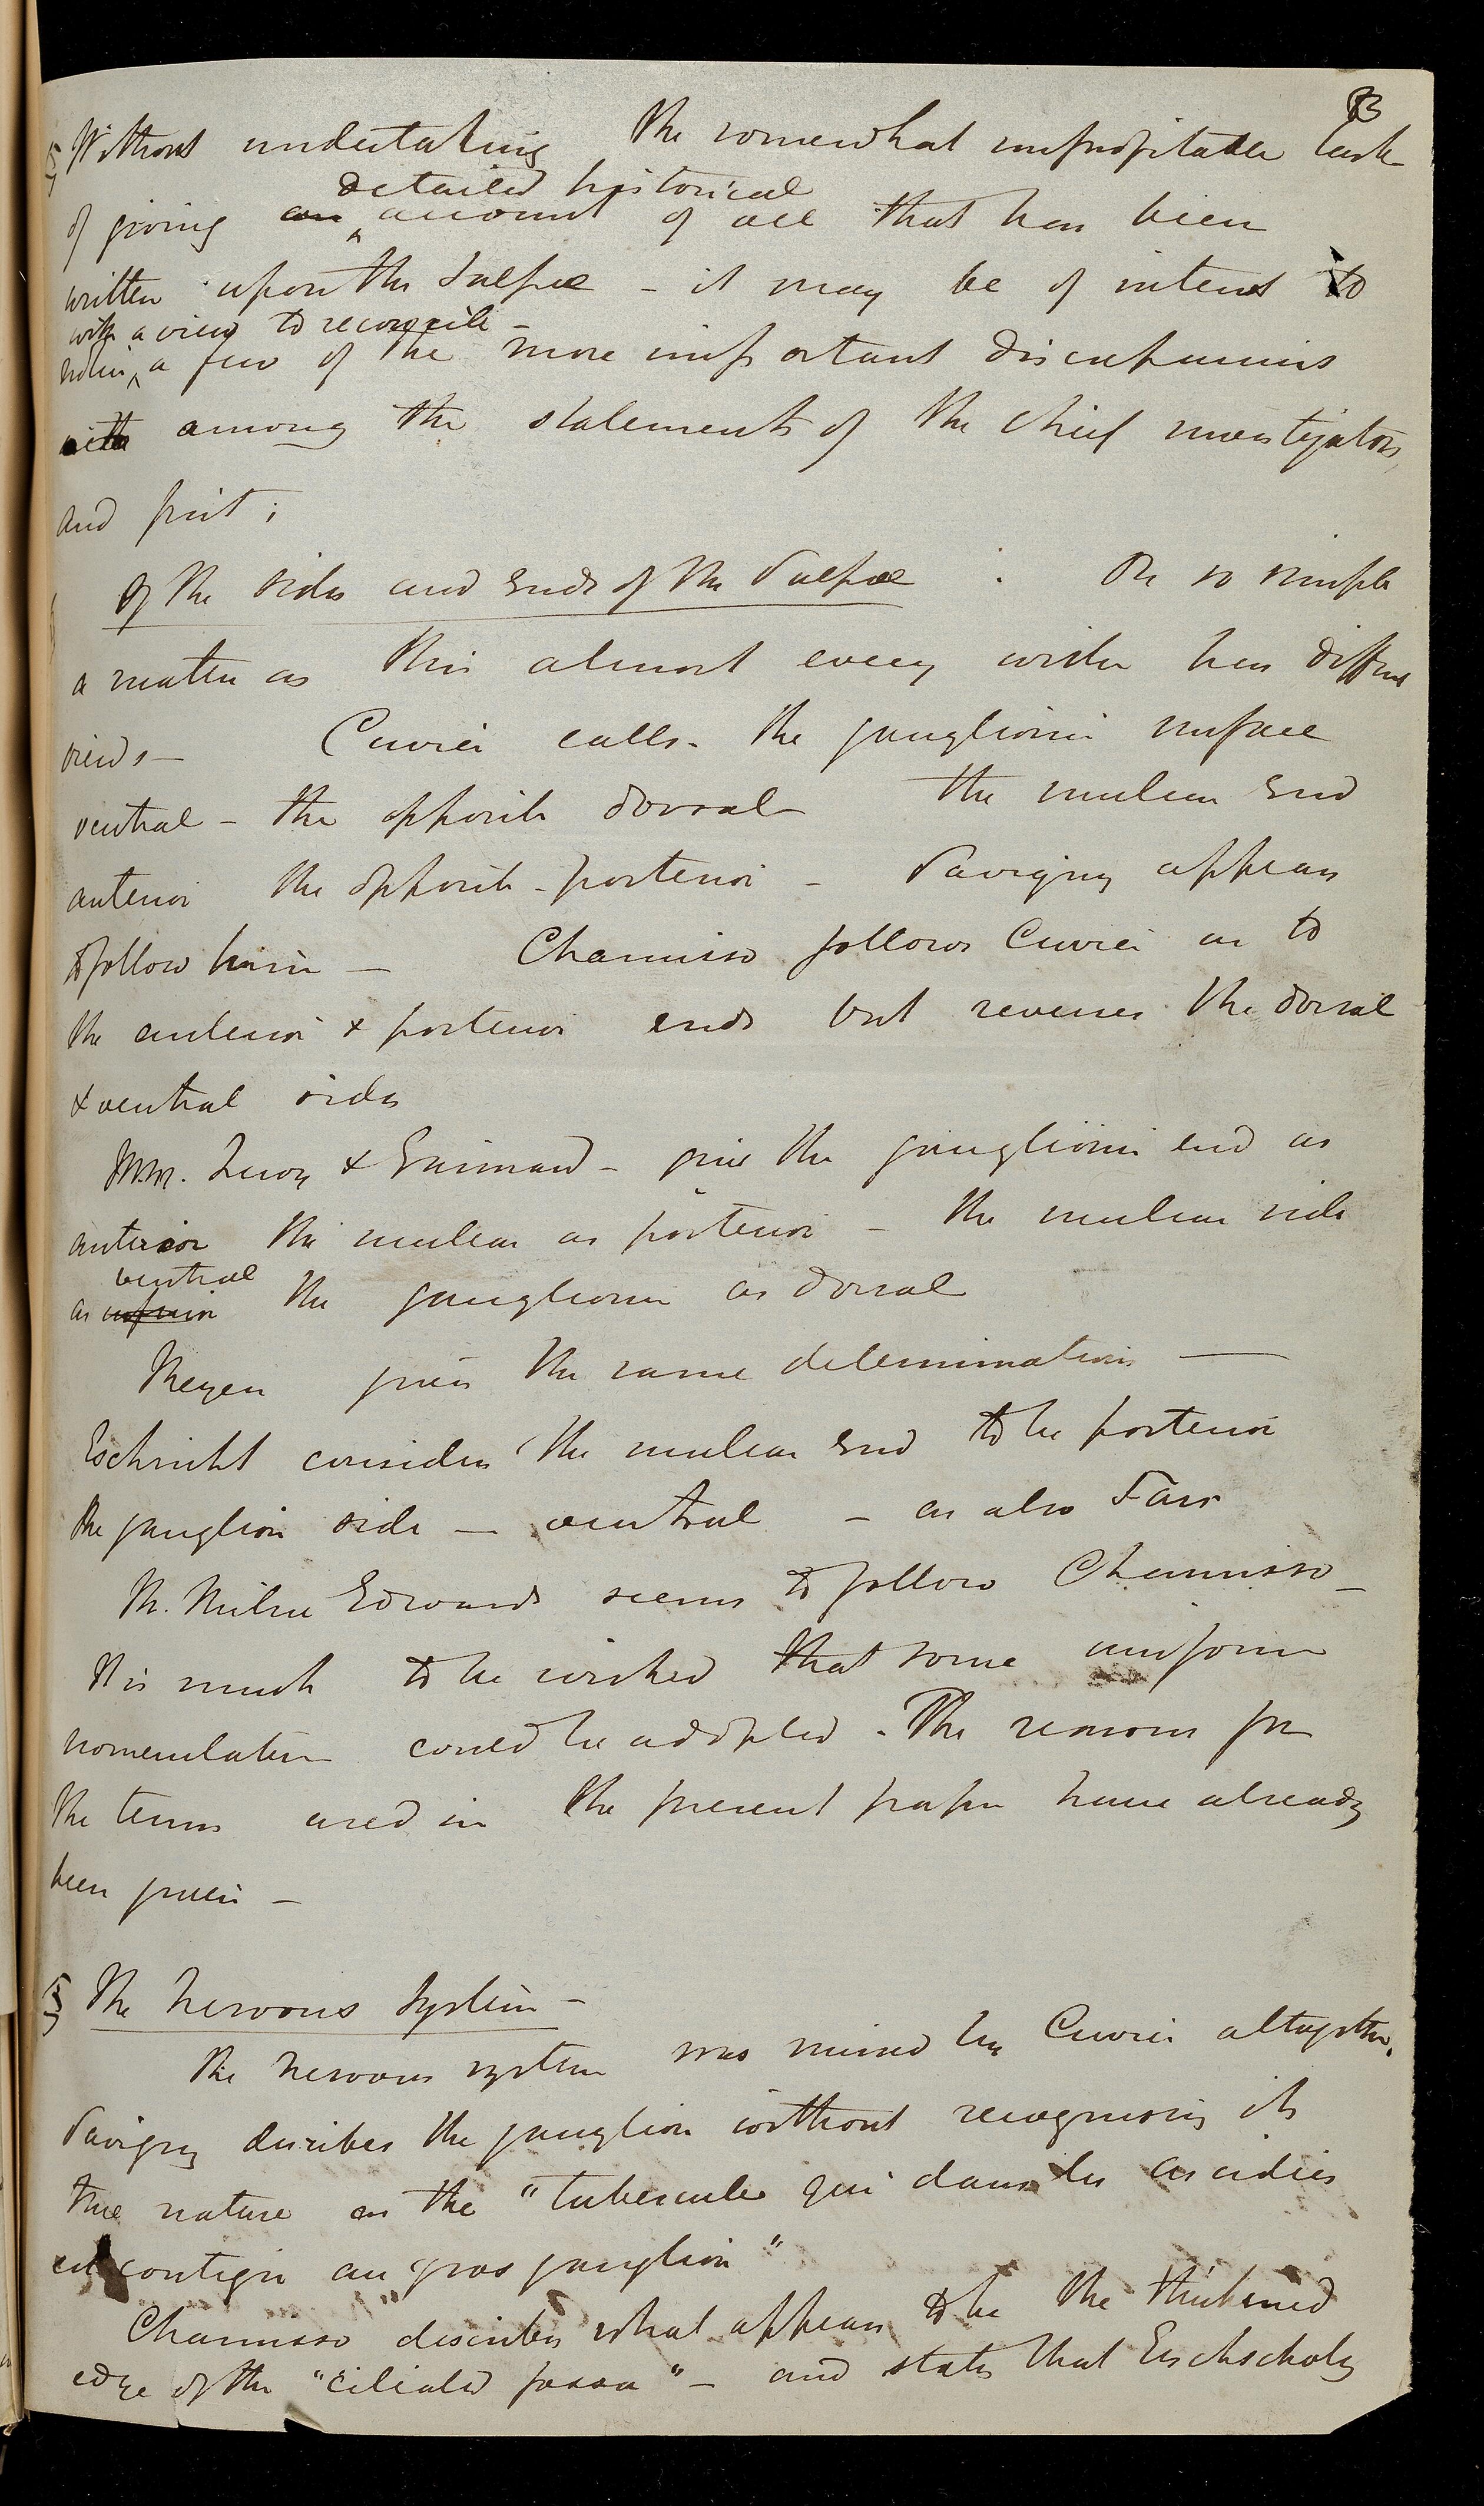 Without undertaking the somewhat unprofitable task
of giving an detailed historical account of all that has been
written upon the Salpæ – it may be of interest to
notice with a view to reconcile – a few of the more important discrepancies
with among the statements of the chief investigators,
and first;
Of the sides and Ends of the Salpæ . On so simple
a matter as this almost every writer has different
views – Cuvier calls the ganglionic surface
ventral – the opposite dorsal the nuclear End
anterior the opposite – posterior – Savigny appears
to follow him – Chamisso follows Cuvier as to
the anterior & posterior ends but reverses the dorsal
& ventral sides
M.M. Quoy & Gaimard – give the ganglionic end as
anterior the nuclear as posterior – the nuclear side
as ventral the ganglionic as dorsal
Meyen gives the same determinations —
Eschricht considers the nuclear End to be posterior
the ganglion side – ventral – as also Sars
M. Milne Edwards seems to follow Chamisso –
It is much to be wished that some uniform
nomenclature could be adopted . The reasons for
the terms used in the present paper have already
been given –
§ The Nervous System –
The Nervous system was missed by Cuvier altogether.
Savigny describes the ganglion without recognising its
true nature as the "tubercule qui dans les ascidies
est contigu au gros ganglion"
Chamisso describes what appears to be the thickened
edge of the "ciliated fossa" – and states that Eschscholz